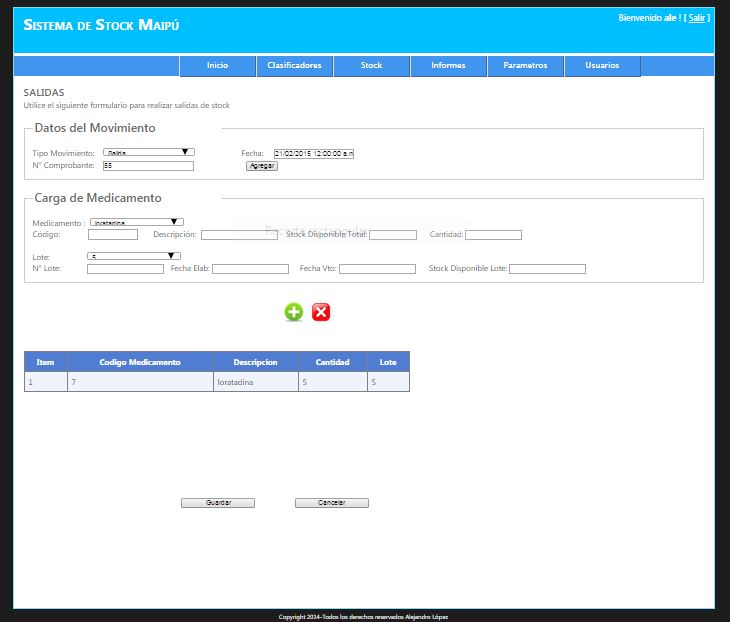 SISTEMA DE STOCK MAIPÚ
Bienvenido ale ! [ Salir ]
Inicio Clasificadores Stock Informes Parametros Usuarios
SALIDAS
Utilice el siguiente formulario para realizar salidas de stock
Datos del Movimiento
Tipo Movimiento: Salida Fecha: 21/02/2015 12:00:00 a.m
N° Comprobante: 55 Agregar
Carga de Medicamento
Medicamento : loratadina
Código: Descripción: Stock Disponible Total: Cantidad:
Lote: 5
N° Lote: Fecha Elab: Fecha Vto: Stock Disponible Lote:
Item Codigo Medicamento Descripcion Cantidad Lote
1 7 loratadina 5 5
Guardar Cancelar
Copyright 2014-Todos los derechos reservados Alejandro López